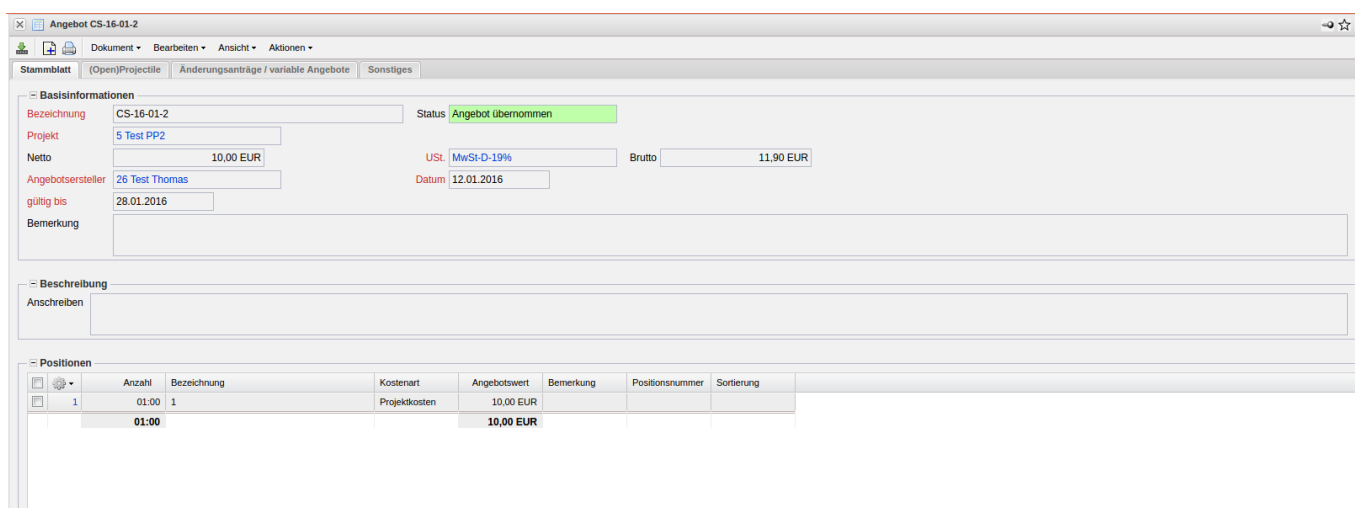 Angebot CS-16-01-2
Dokument Bearbeiten Ansicht Aktionen
Stammblatt (Open)Projectile Änderungsanträge / variable Angebote Sonstiges
Basisinformationen
Bezeichnung CS-16-01-2 Status Angebot übernommen
Projekt 5 Test PP2
Netto 10,00 EUR USt. MwSt-D-19% Brutto 11,90 EUR
Angebotsersteller 26 Test Thomas Datum 12.01.2016
gültig bis 28.01.2016
Bemerkung
Beschreibung
Anschreiben
Positionen
Anzahl Bezeichnung Kostenart Angebotswert Bemerkung Positionsnummer Sortierung
1 01:00 1 Projektkosten 10,00 EUR
01:00 10,00 EUR